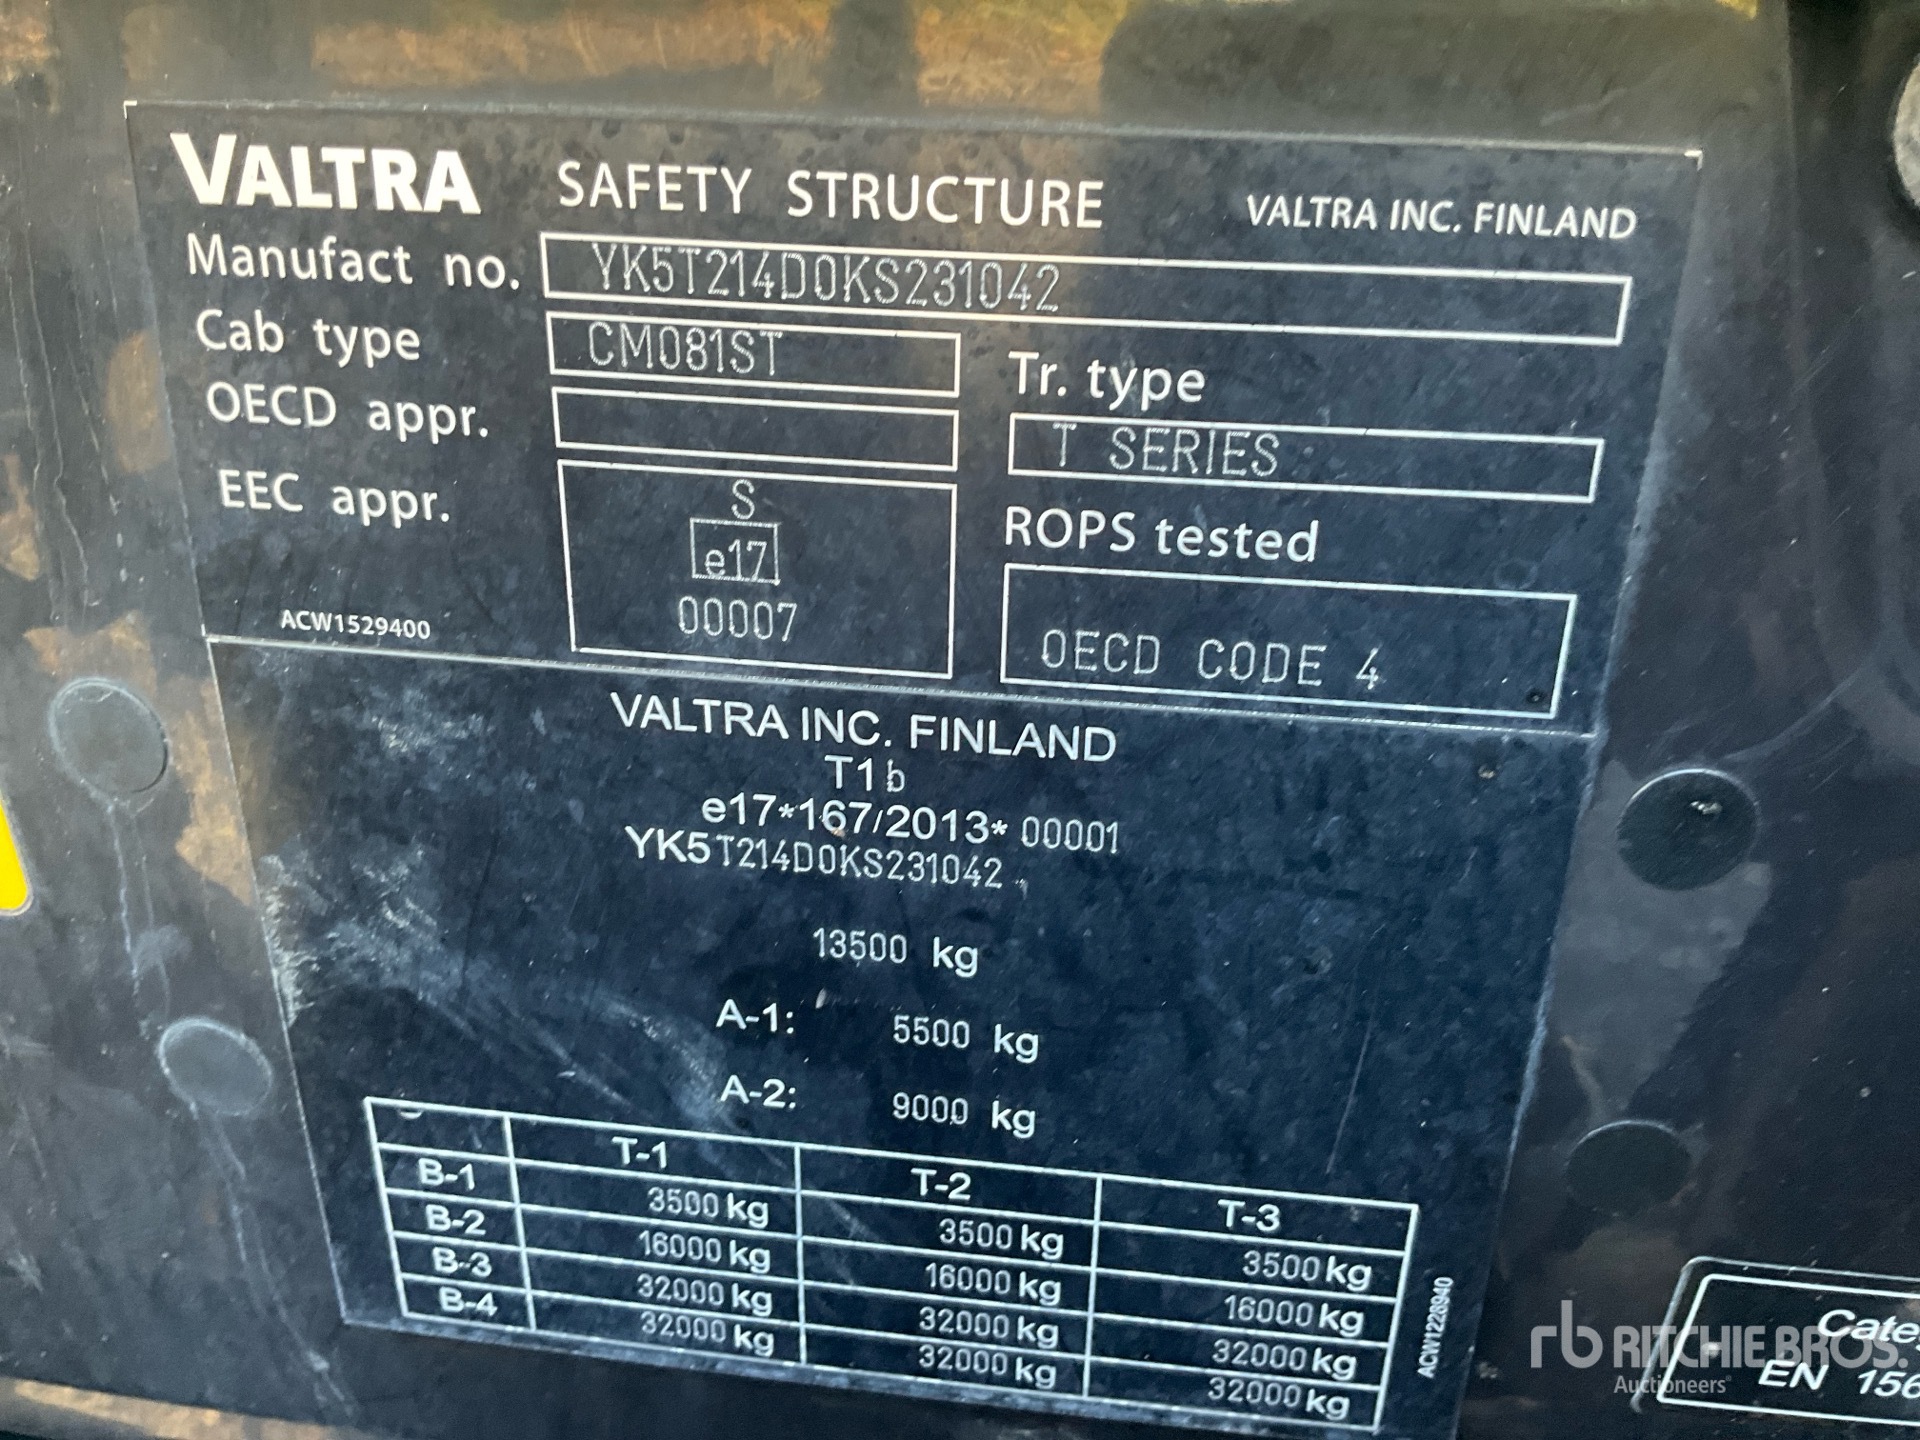 VALTRA SAFETY STRUCTURE VALTRA INC. FINLAND
Manufact no. YK5T214D0KS231042
Cab type CM081ST
Tr. type
OECD appr.
T SERIES
EEC appr. S
e17
00007
ROPS tested
OECD CODE 4
ACW1529400
VALTRA INC. FINLAND
T1b
e17*167/2013*00001
YK5T214D0KS231042
13500 kg
A-1: 5500 kg
A-2: 9000 kg
T-1 T-2 T-3
B-1 3500 kg 3500 kg 3500 kg
B-2 16000 kg 16000 kg 16000 kg
B-3 32000 kg 32000 kg 32000 kg
B-4 32000 kg 32000 kg 32000 kg
ACW1228940
EN
rb RITCHIE BROS.
Auctioneers